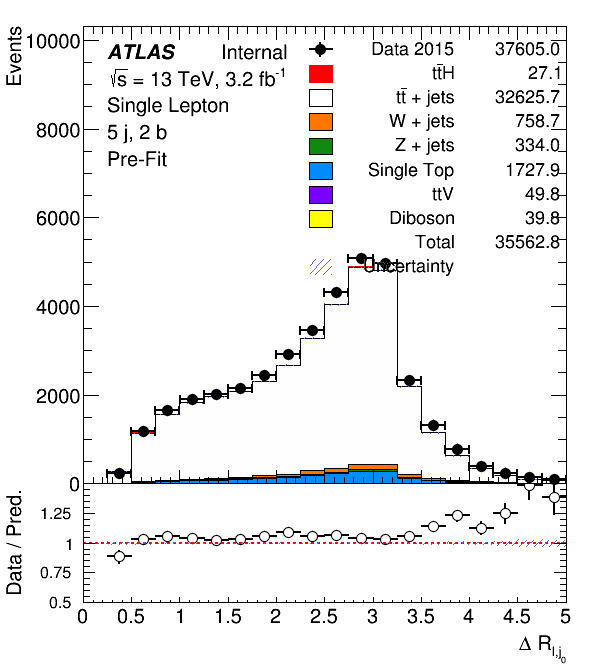 Events
10000
8000
6000
4000
2000
0
ATLAS Internal
√s = 13 TeV, 3.2 fb⁻¹
Single Lepton
5 j, 2 b
Pre-Fit
Data 2015 37605.0
tt̄H 27.1
tt̄ + jets 32625.7
W + jets 758.7
Z + jets 334.0
Single Top 1727.9
ttV 49.8
Diboson 39.8
Total 35562.8
Uncertainty
Data / Pred.
1.25
1
0.75
0.5
0 0.5 1 1.5 2 2.5 3 3.5 4 4.5 5
Δ R l,j₀